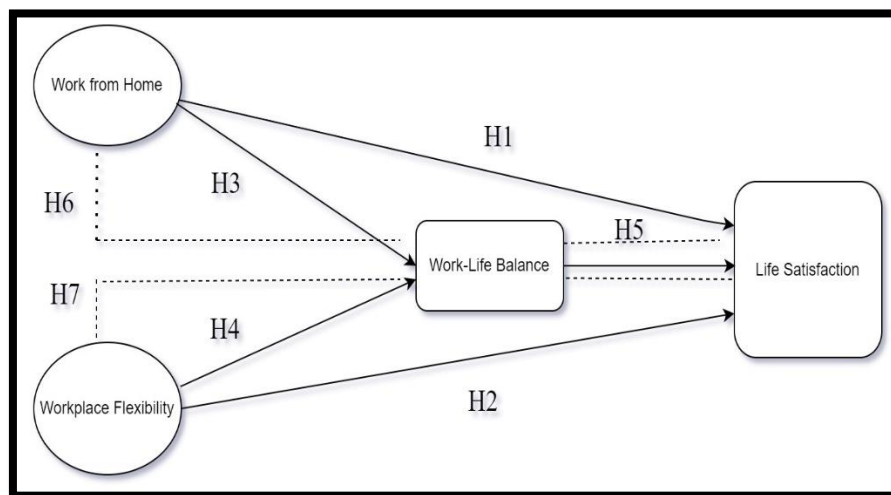 Work from Home
H1
H3
H6
H5
Work-Life Balance
Life Satisfaction
H7
H4
H2
Workplace Flexibility